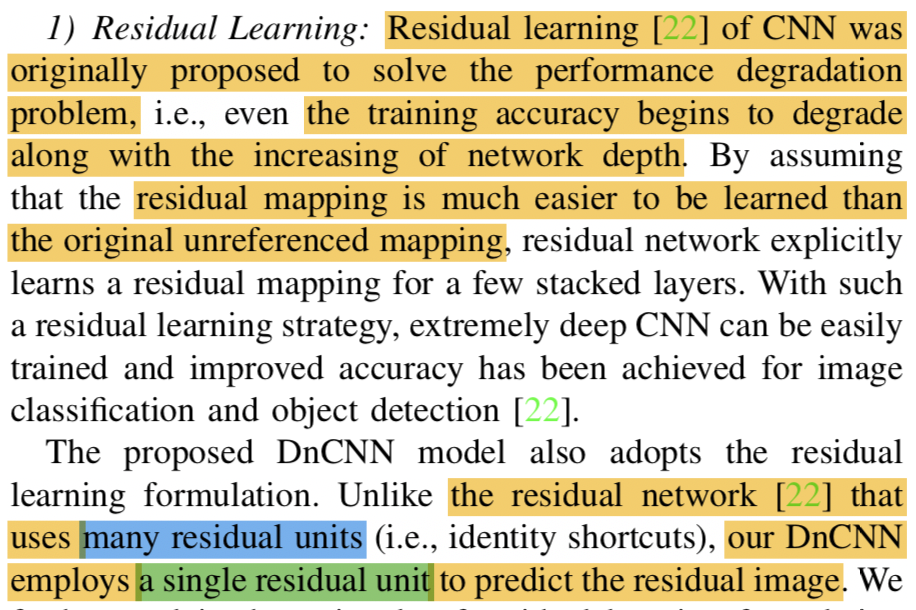 1) Residual Learning: Residual learning [22] of CNN was
originally proposed to solve the performance degradation
problem, i.e., even the training accuracy begins to degrade
along with the increasing of network depth. By assuming
that the residual mapping is much easier to be learned than
the original unreferenced mapping, residual network explicitly
learns a residual mapping for a few stacked layers. With such
a residual learning strategy, extremely deep CNN can be easily
trained and improved accuracy has been achieved for image
classification and object detection [22].
The proposed DnCNN model also adopts the residual
learning formulation. Unlike the residual network [22] that
uses many residual units (i.e., identity shortcuts), our DnCNN
employs a single residual unit to predict the residual image. We